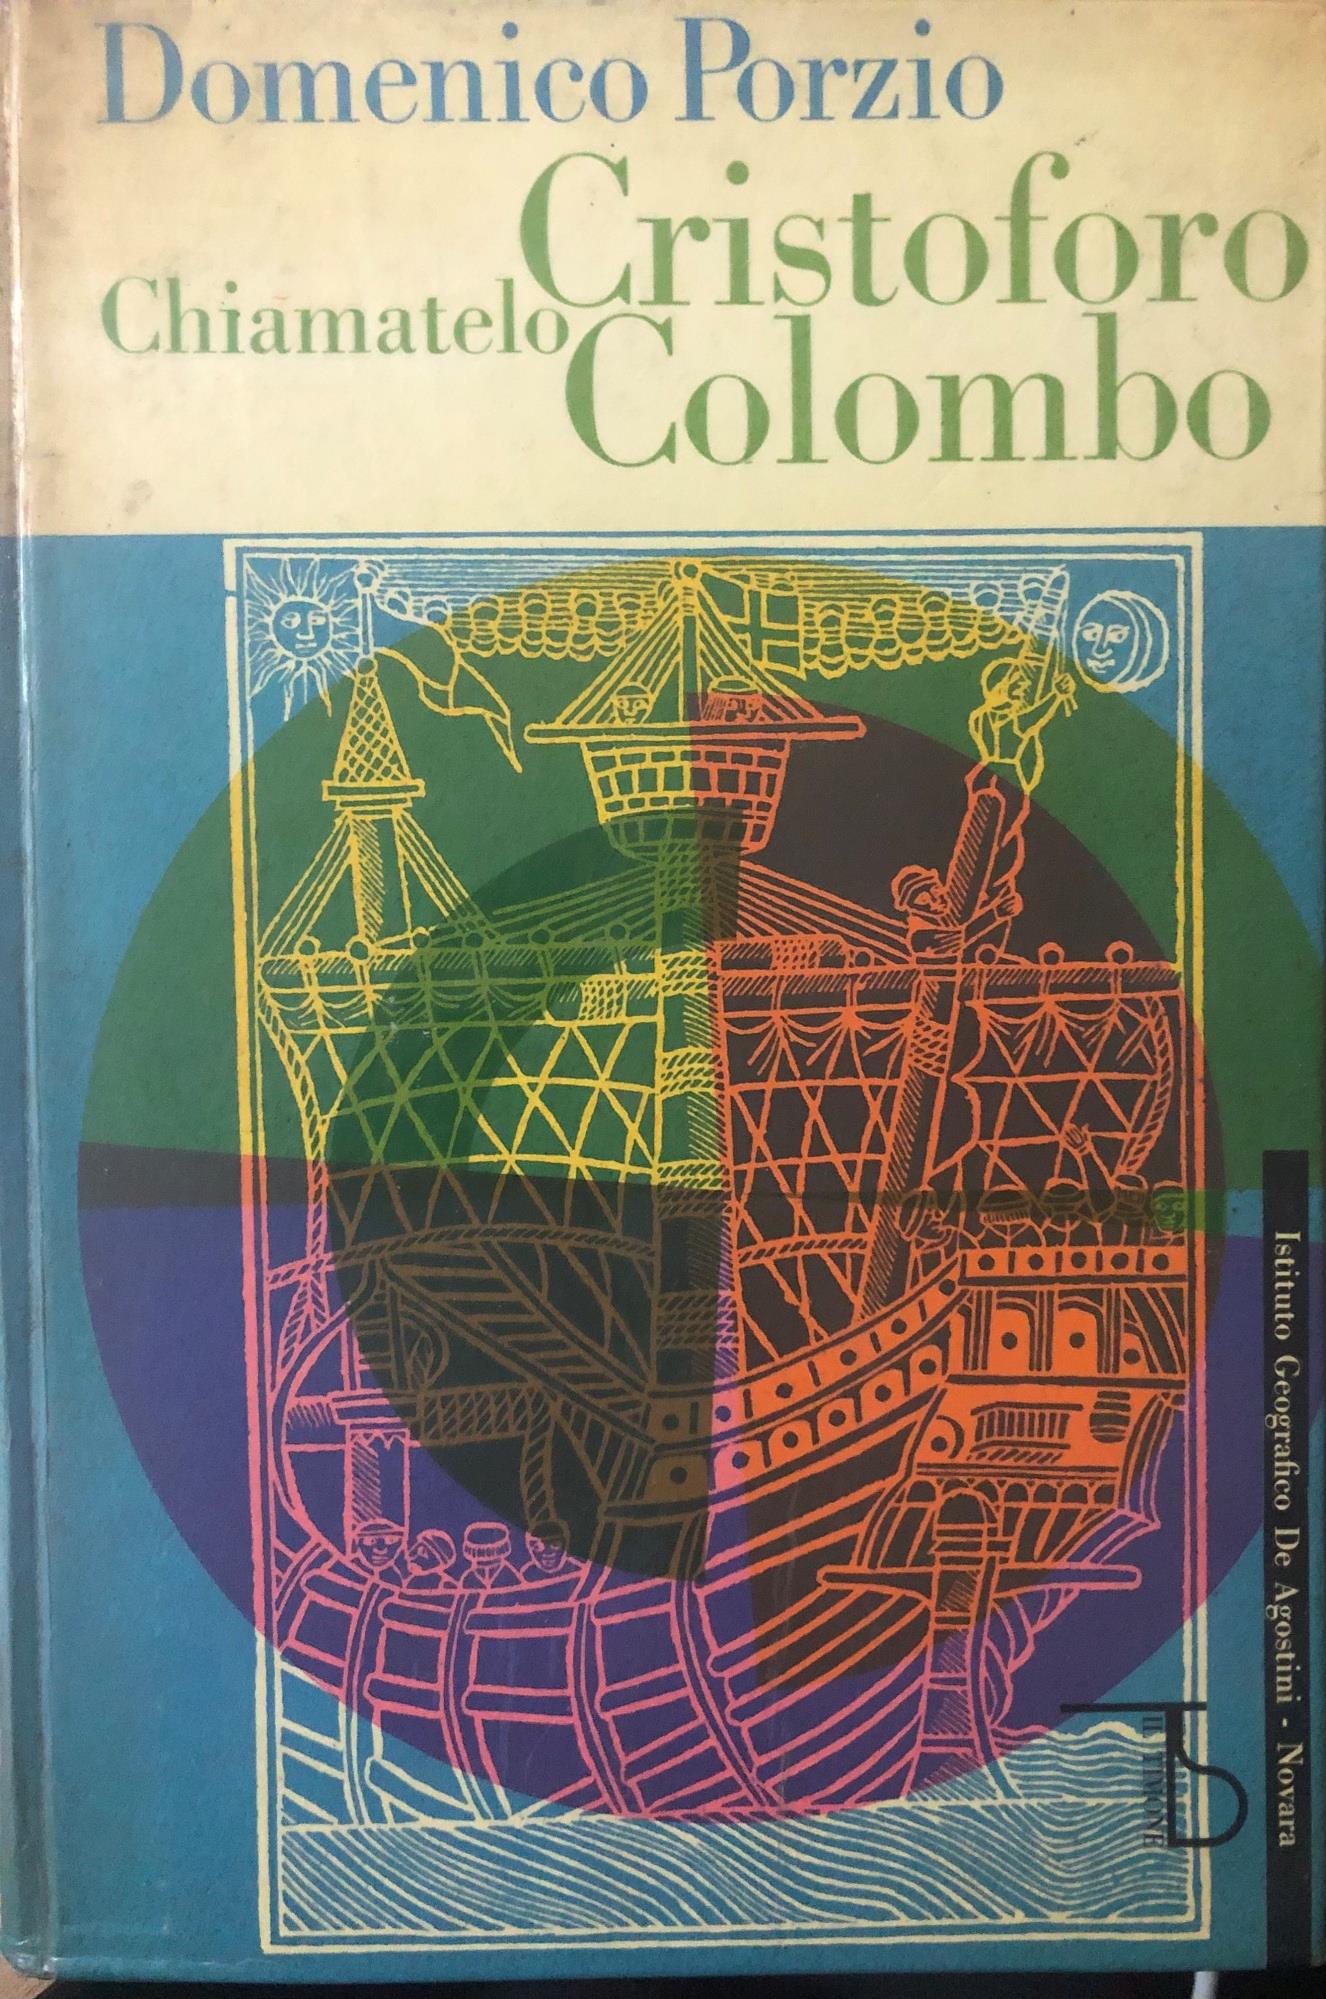 Domenico Porzio
Cristoforo
Chiamatelo
Colombo
Istituto Geografico De Agostini - Novara
IL TIMONE